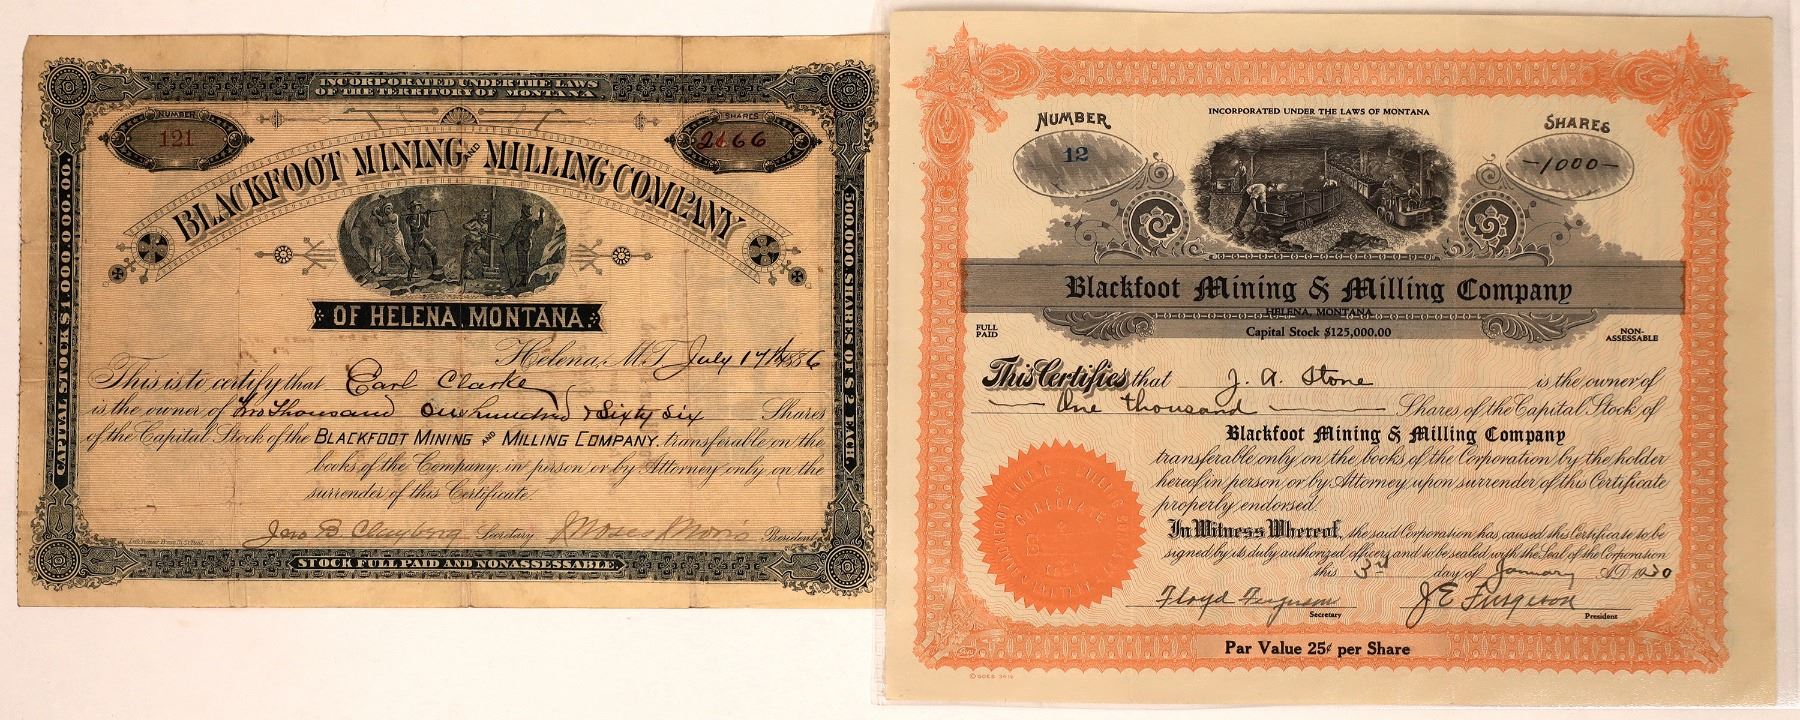 INCORPORATED UNDER THE LAWS
OF THE TERRITORY OF MONTANA
NUMBER
121
SHARES
2166
BLACKFOOT MINING AND MILLING COMPANY
OF HELENA, MONTANA.
CAPITAL STOCK $1,000,000.00.
500,000 SHARES OF $2 EACH.
Helena, M.T. July 17th 1886
This is to certify that Carl Clarke
is the owner of Two Thousand One hundred & Sixty Six Shares
of the Capital Stock of the BLACKFOOT MINING AND MILLING COMPANY. transferable on the
books of the Company, in person or by Attorney only on the
surrender of this Certificate
Jno B Clayberg Secretary Moses Morris President
STOCK FULL PAID AND NONASSESSABLE.
INCORPORATED UNDER THE LAWS OF MONTANA
NUMBER
12
SHARES
-1000-
Blackfoot Mining & Milling Company
HELENA, MONTANA
FULL
PAID
Capital Stock $125,000.00
NON-
ASSESSABLE
This Certifies that J. A. Stone is the owner of
One thousand Shares of the Capital Stock of
Blackfoot Mining & Milling Company
transferable only on the books of the Corporation by the holder
hereof in person or by Attorney upon surrender of this Certificate
properly endorsed.
In Witness Whereof, the said Corporation has caused this Certificate to be
signed by its duly authorized officers and to be sealed with the Seal of the Corporation
this 3rd day of January A.D. 1930
Floyd Ferguson J E Ferguson
Secretary President
Par Value 25¢ per Share
© GOES